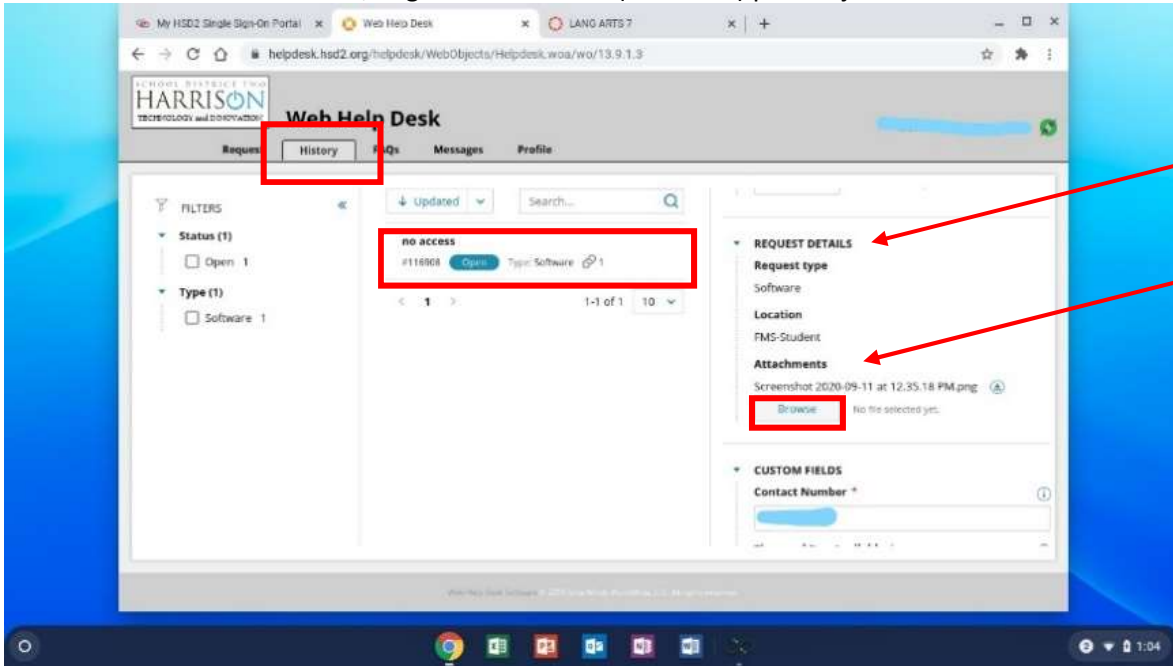 My HSD2 Single Sign-On Portal
Web Help Desk
LANG ARTS 7
helpdesk.hsd2.org/helpdesk/WebObjects/Helpdesk.woa/wo/13.9.1.3
SCHOOL DISTRICT TWO
HARRISON
TECHNOLOGY and INNOVATION
Web Help Desk
Request
History
FAQs
Messages
Profile
FILTERS
Status (1)
Open 1
Type (1)
Software 1
Updated
Search...
no access
#116908 Open Type: Software 1
1
1-1 of 1 10
REQUEST DETAILS
Request type
Software
Location
FMS-Student
Attachments
Screenshot 2020-09-11 at 12.35.18 PM.png
Browse No file selected yet.
CUSTOM FIELDS
Contact Number *
1:04